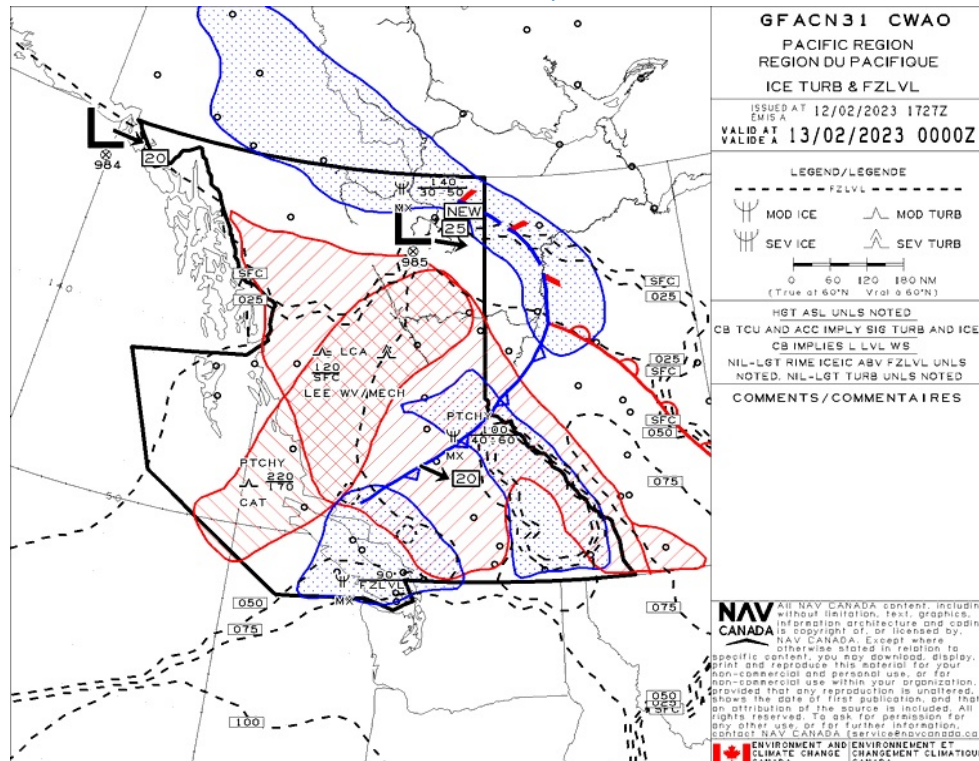 GFACN31 CWAO
PACIFIC REGION
REGION DU PACIFIQUE
ICE TURB & FZLVL
ISSUED AT
EMIS A
12/02/2023 1727Z
VALID AT
VALIDE A
13/02/2023 0000Z
LEGEND/LEGENDE
FZLVL
MOD ICE
MOD TURB
SEV ICE
SEV TURB
0 60 120 180 NM
(True at 60°N Vrai à 60°N)
HGT ASL UNLS NOTED
CB TCU AND ACC IMPLY SIG TURB AND ICE
CB IMPLIES L LVL WS
NIL-LGT RIME ICEIC ABV FZLVL UNLS
NOTED. NIL-LGT TURB UNLS NOTED
COMMENTS/COMMENTAIRES
L
984
20
140
30-50
MX
NEW
25
L
985
SFC
025
140
SFC
025
025
SFC
SFC
050
LCA
120
SFC
LEE WV/MECH
PTCHY
100
40-60
MX
20
075
PTCHY
220
170
CAT
50
90
FZLVL
MX
050
075
075
100
050
025
SFC
NAV
CANADA
All NAV CANADA content, including
without limitation, text, graphics,
information architecture and coding
is copyright of, or licensed by,
NAV CANADA. Except where
otherwise stated in relation to
specific content, you may download, display,
print and reproduce this material for your
non-commercial and personal use, or for
non-commercial use within your organization,
provided that any reproduction is unaltered,
shows the date of first publication, and that
an attribution of the source is included. All
rights reserved. To ask for permission for
any other use, or for further information,
contact NAV CANADA (service@navcanada.ca
ENVIRONMENT AND
CLIMATE CHANGE
CANADA
ENVIRONNEMENT ET
CHANGEMENT CLIMATIQUE
CANADA